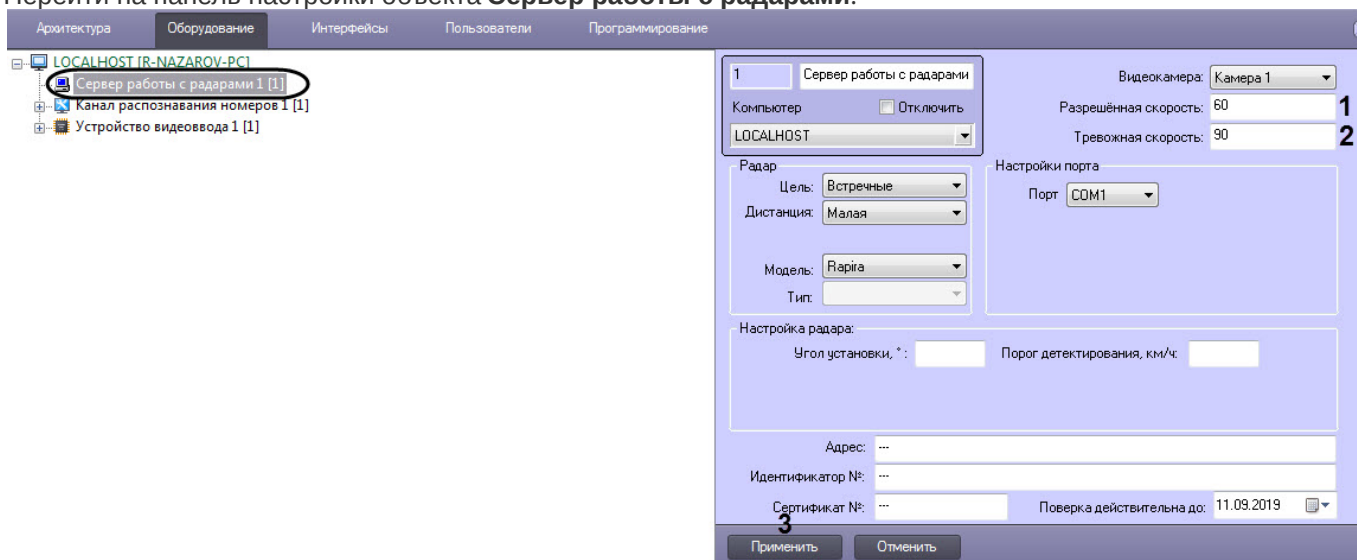 Перейти на панель настройки объекта Сервер работы с радарами.
Архитектура Оборудование Интерфейсы Пользователи Программирование
LOCALHOST [R-NAZAROV-PC]
Сервер работы с радарами 1 [1]
Канал распознавания номеров 1 [1]
Устройство видеоввода 1 [1]
1 Сервер работы с радарами Видеокамера: Камера 1
Компьютер Отключить Разрешённая скорость: 60 1
LOCALHOST Тревожная скорость: 90 2
Радар Настройки порта
Цель: Встречные Порт COM1
Дистанция: Малая
Модель: Rapira
Тип:
Настройка радара:
Угол установки, ° : Порог детектирования, км/ч:
Адрес: ---
Идентификатор №: ---
Сертификат №: --- Поверка действительна до: 11.09.2019
3
Применить Отменить